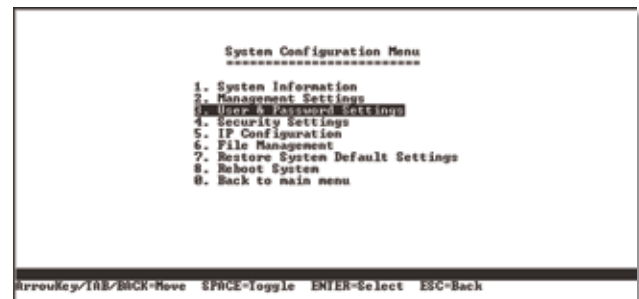 System Configuration Menu
=========================
1. System Information
2. Management Settings
3. User & Password Settings
4. Security Settings
5. IP Configuration
6. File Management
7. Restore System Default Settings
8. Reboot System
0. Back to main menu
ArrowKey/TAB/BACK=Move SPACE=Toggle ENTER=Select ESC=Back